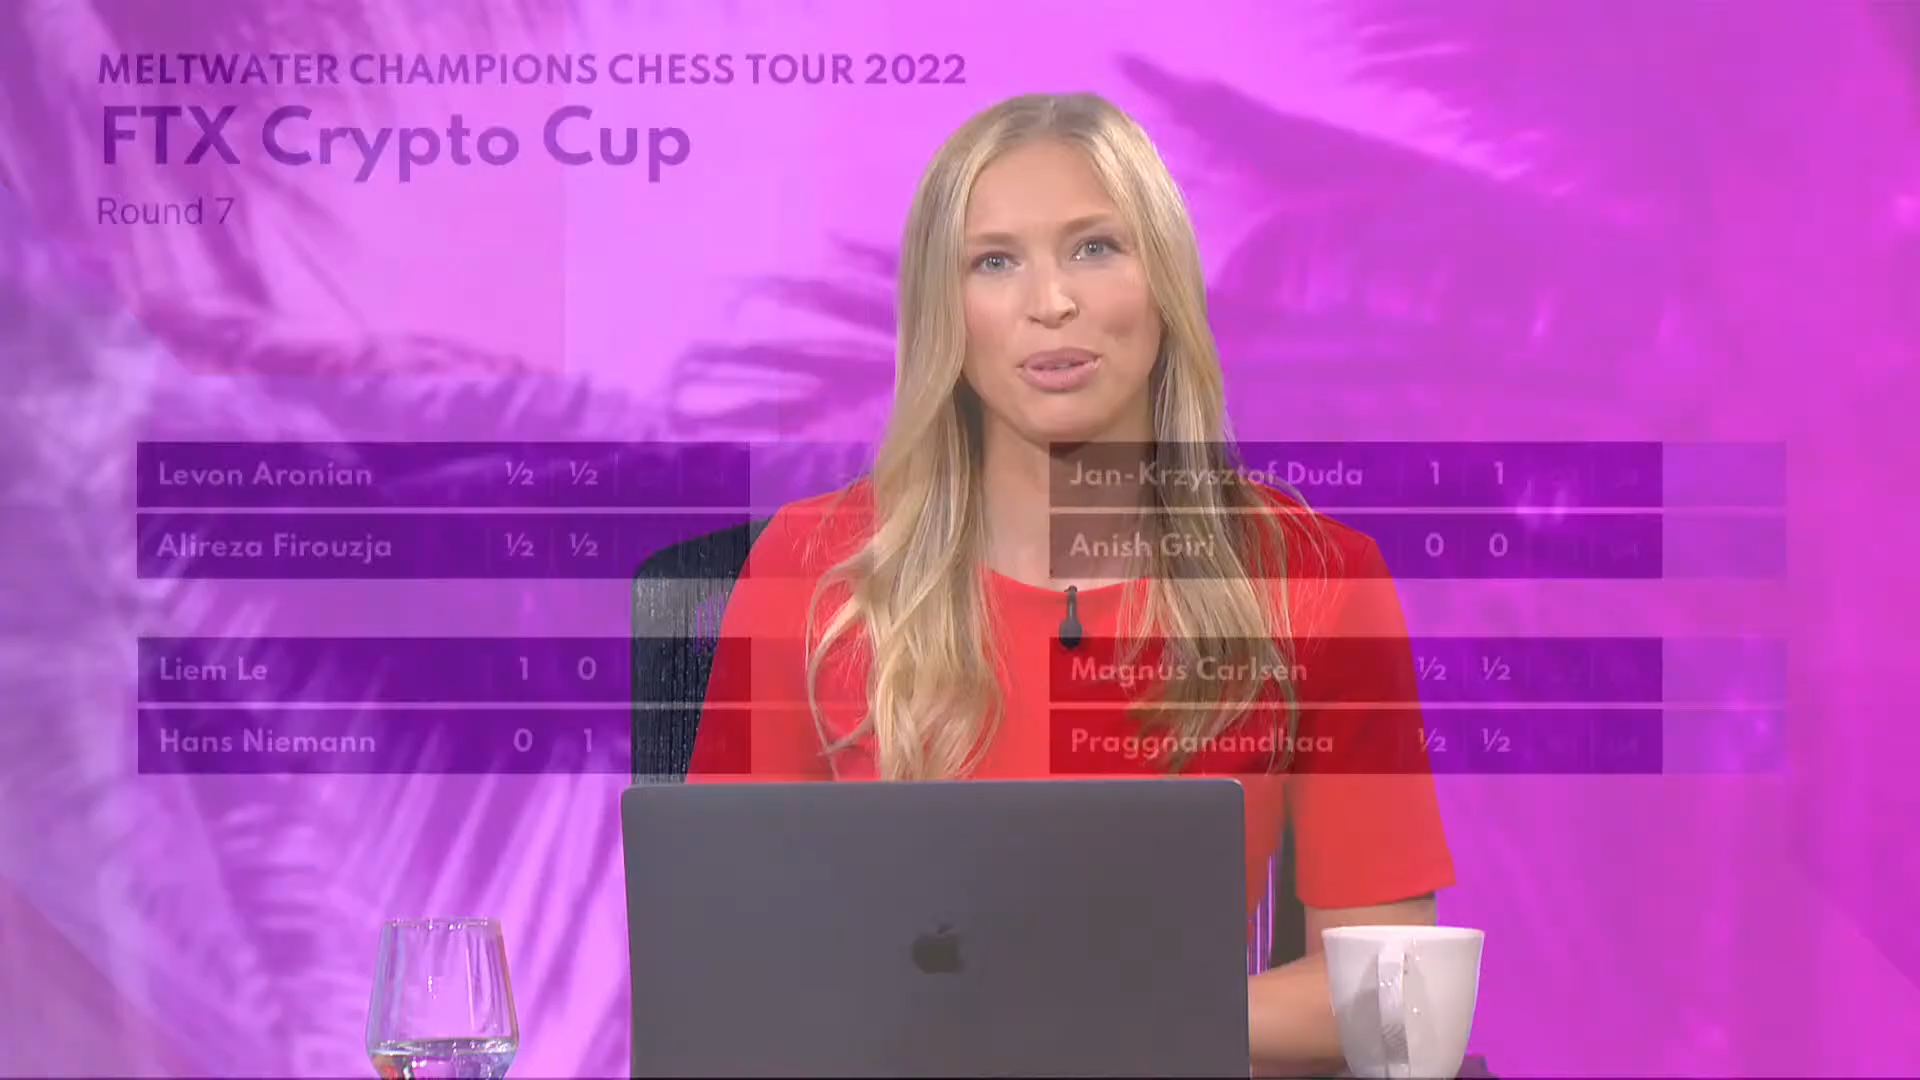 MELTWATER CHAMPIONS CHESS TOUR 2022
FTX Crypto Cup
Round 7
Levon Aronian ½ ½
Alireza Firouzja ½ ½
Jan-Krzysztof Duda 1 1
Anish Giri 0 0
Liem Le 1 0
Hans Niemann 0 1
Magnus Carlsen ½ ½
Praggnanandhaa ½ ½